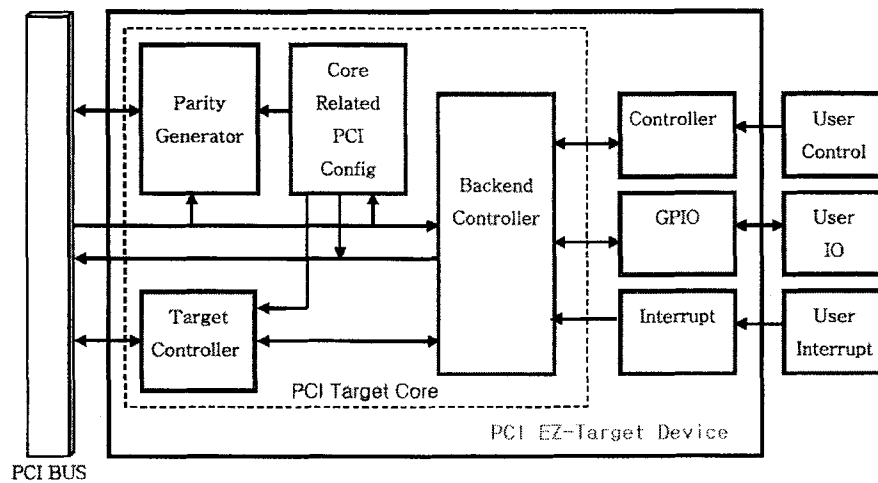 Parity
Generator
Core
Related
PCI
Config
Backend
Controller
Controller
User
Control
GPIO
User
IO
Target
Controller
Interrupt
User
Interrupt
PCI Target Core
PCI EZ-Target Device
PCI BUS